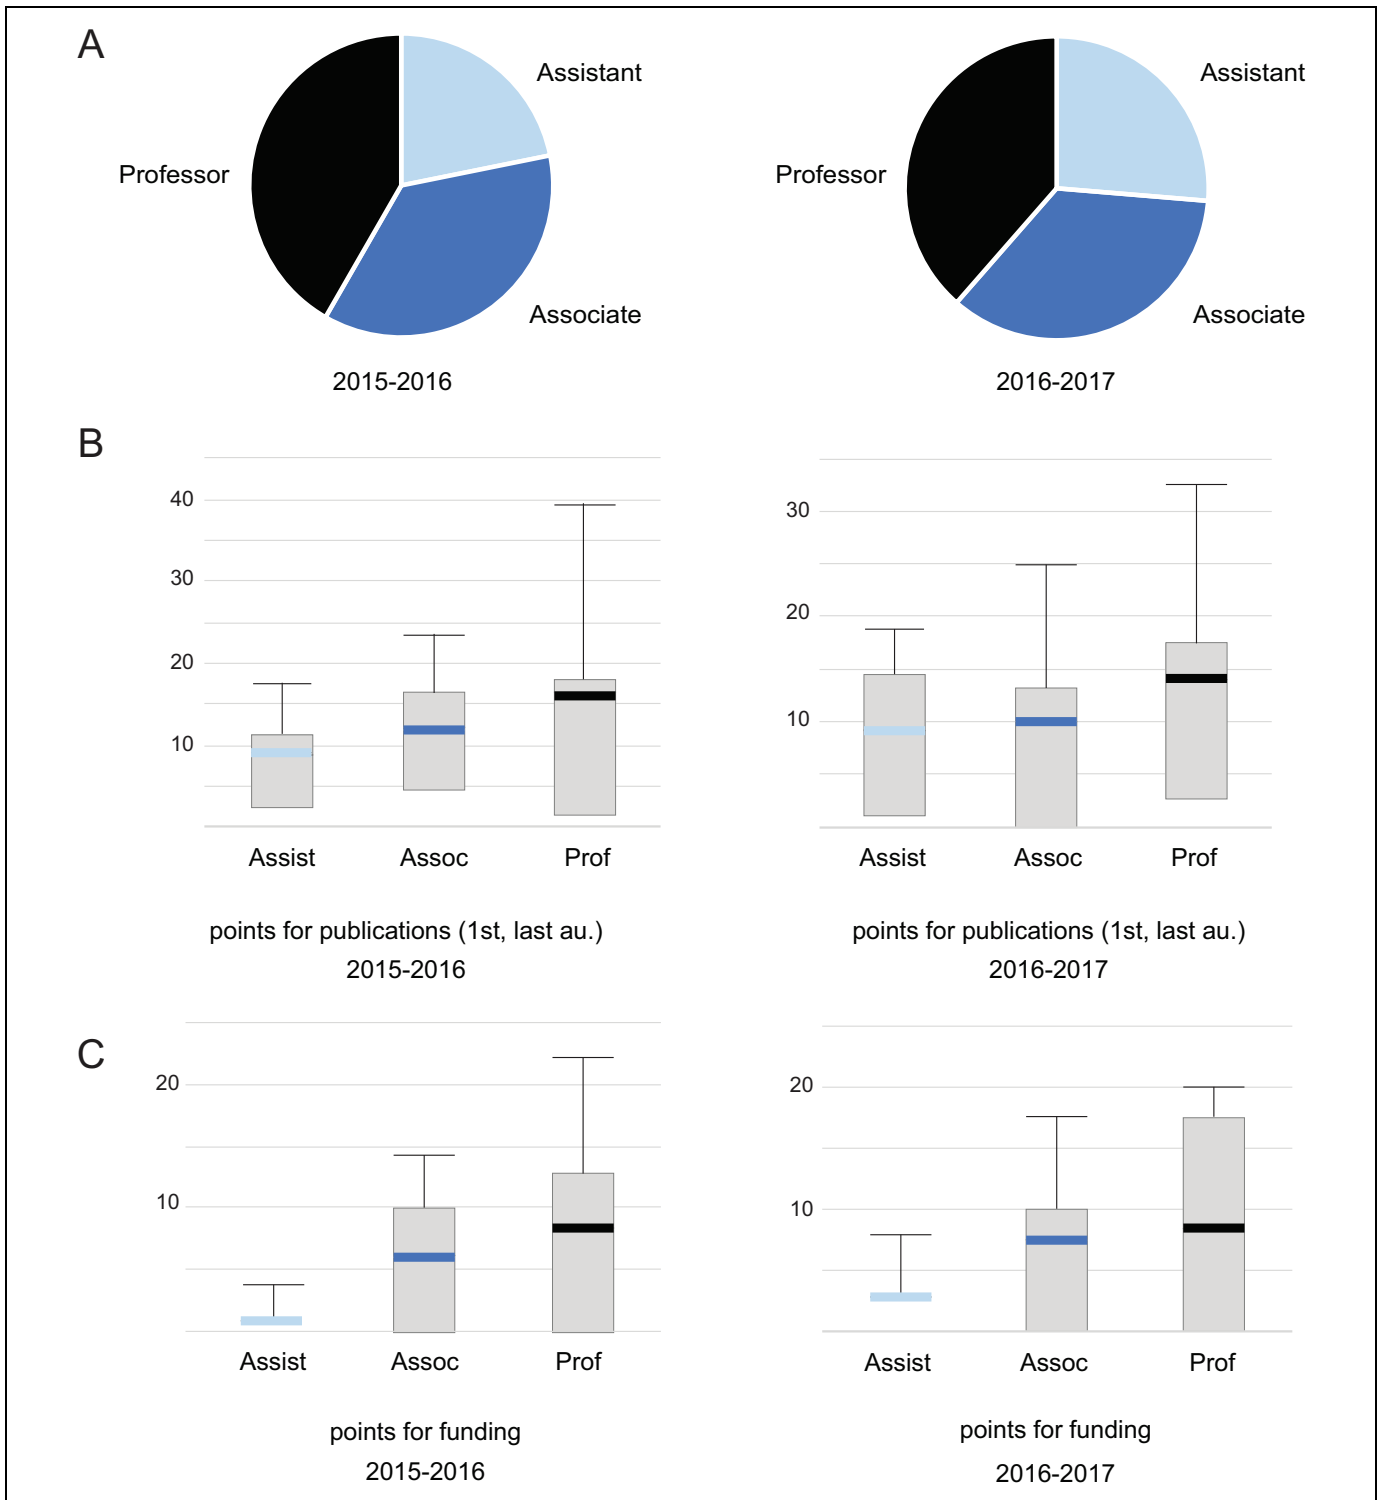 A
Assistant
Professor
Associate
2015-2016
Assistant
Professor
Associate
2016-2017
B
40
30
20
10
Assist Assoc Prof
points for publications (1st, last au.)
2015-2016
30
20
10
Assist Assoc Prof
points for publications (1st, last au.)
2016-2017
C
20
10
Assist Assoc Prof
points for funding
2015-2016
20
10
Assist Assoc Prof
points for funding
2016-2017